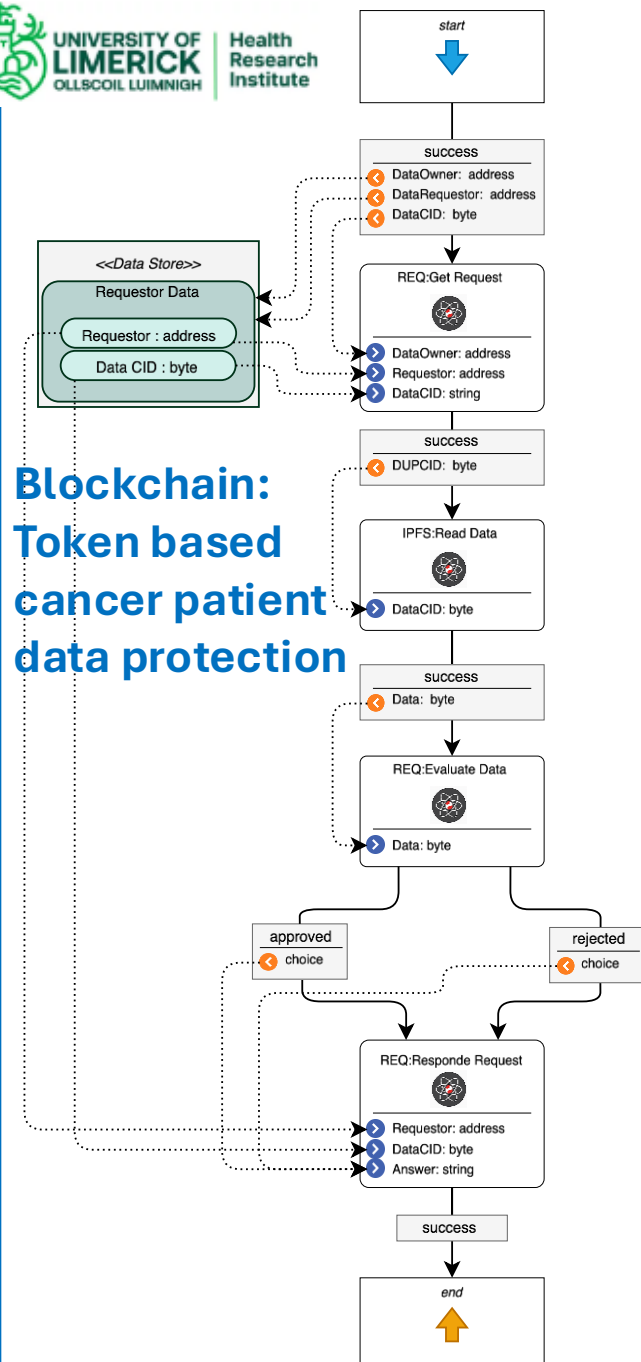 UNIVERSITY OF
LIMERICK
OLLSCOIL LUIMNIGH
Health
Research
Institute
start
success
DataOwner: address
DataRequestor: address
DataCID: byte
<<Data Store>>
Requestor Data
Requestor : address
Data CID : byte
REQ:Get Request
DataOwner: address
Requestor: address
DataCID: string
success
DUPCID: byte
Blockchain:
Token based
cancer patient
data protection
IPFS:Read Data
DataCID: byte
success
Data: byte
REQ:Evaluate Data
Data: byte
approved
choice
rejected
choice
REQ:Responde Request
Requestor: address
DataCID: byte
Answer: string
success
end